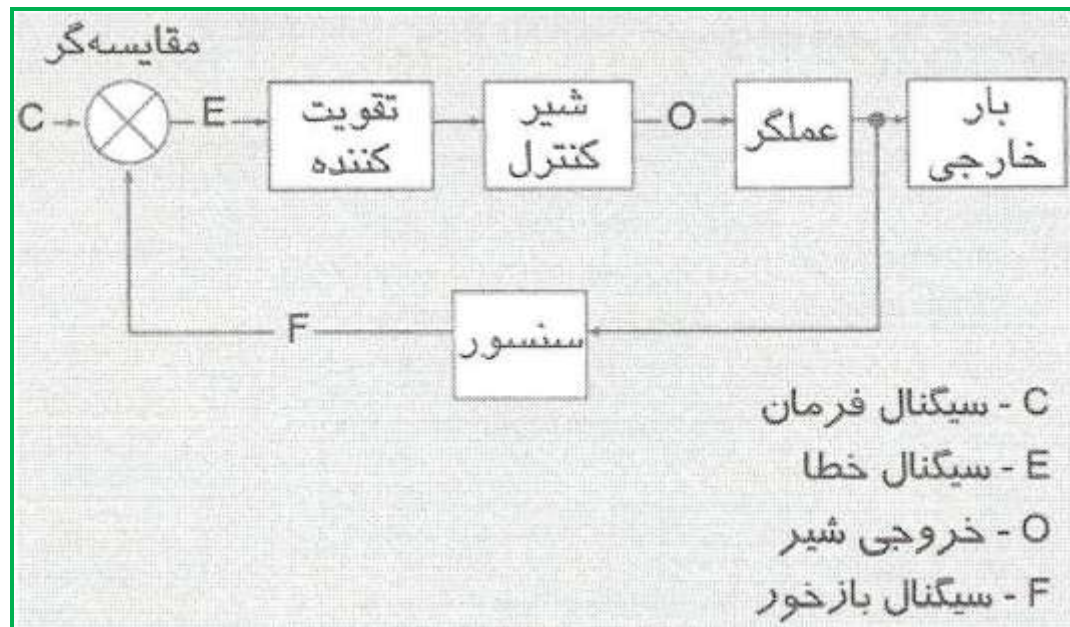 مقایسه‌گر
C
E
تقویت
کننده
شیر
کنترل
O
عملگر
بار
خارجی
F
سنسور
C - سیگنال فرمان
E - سیگنال خطا
O - خروجی شیر
F - سیگنال بازخور